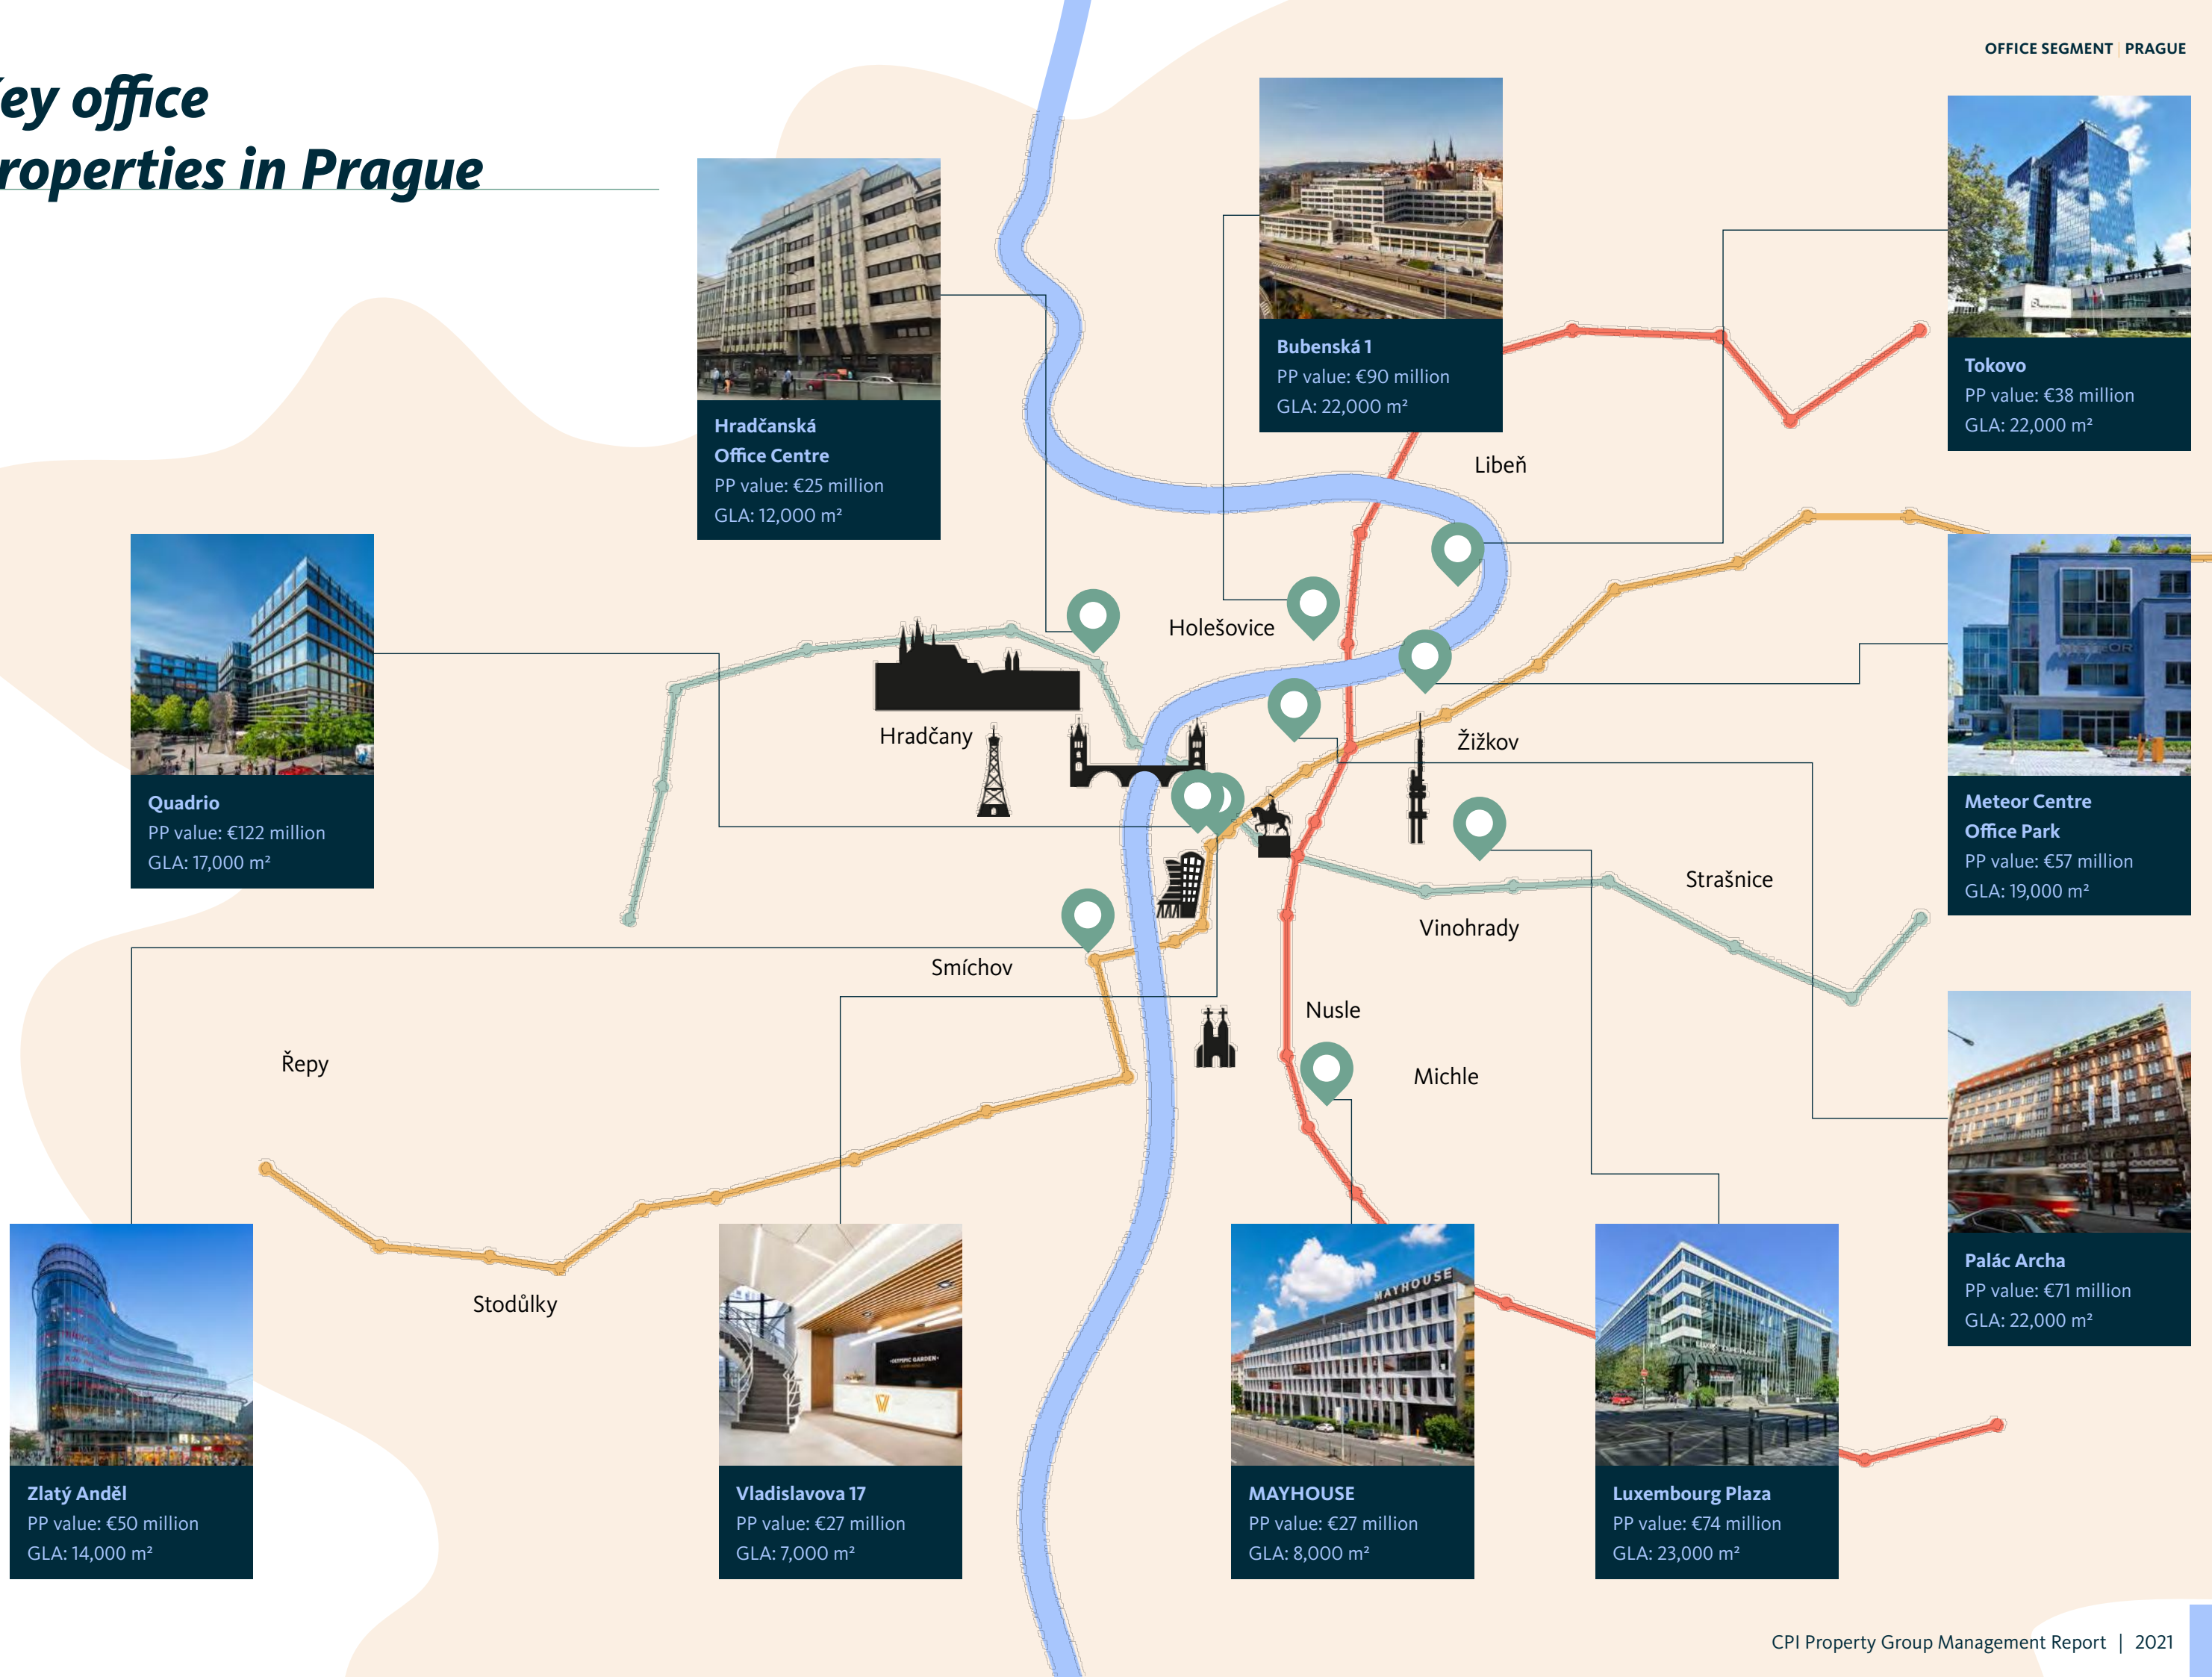 OFFICE SEGMENT | PRAGUE
ey office
roperties in Prague
Bubenská 1
PP value: €90 million
GLA: 22,000 m²
Tokovo
PP value: €38 million
GLA: 22,000 m²
Hradčanská
Office Centre
PP value: €25 million
GLA: 12,000 m²
Libeň
Holešovice
Hradčany
Žižkov
METEOR
Quadrio
PP value: €122 million
GLA: 17,000 m²
Meteor Centre
Office Park
PP value: €57 million
GLA: 19,000 m²
Strašnice
Vinohrady
Smíchov
Nusle
Řepy
Michle
Stodůlky
Palác Archa
PP value: €71 million
GLA: 22,000 m²
MAYHOUSE
Zlatý Anděl
PP value: €50 million
GLA: 14,000 m²
Vladislavova 17
PP value: €27 million
GLA: 7,000 m²
MAYHOUSE
PP value: €27 million
GLA: 8,000 m²
Luxembourg Plaza
PP value: €74 million
GLA: 23,000 m²
CPI Property Group Management Report | 2021